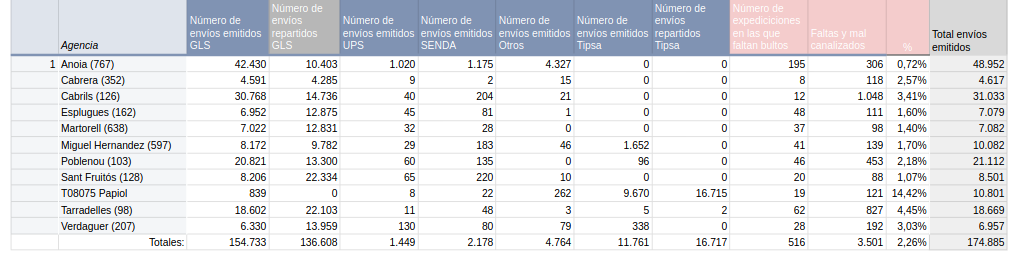 Agencia Número de envíos emitidos GLS Número de envíos repartidos GLS Número de envíos emitidos UPS Número de envíos emitidos SENDA Número de envíos emitidos Otros Número de envíos emitidos Tipsa Número de envíos repartidos Tipsa Número de expediciciones en las que faltan bultos Faltas y mal canalizados % Total envíos emitidos
1 Anoia (767) 42.430 10.403 1.020 1.175 4.327 0 0 195 306 0,72% 48.952
Cabrera (352) 4.591 4.285 9 2 15 0 0 8 118 2,57% 4.617
Cabrils (126) 30.768 14.736 40 204 21 0 0 12 1.048 3,41% 31.033
Esplugues (162) 6.952 12.875 45 81 1 0 0 48 111 1,60% 7.079
Martorell (638) 7.022 12.831 32 28 0 0 0 37 98 1,40% 7.082
Miguel Hernandez (597) 8.172 9.782 29 183 46 1.652 0 41 139 1,70% 10.082
Poblenou (103) 20.821 13.300 60 135 0 96 0 46 453 2,18% 21.112
Sant Fruitós (128) 8.206 22.334 65 220 10 0 0 20 88 1,07% 8.501
T08075 Papiol 839 0 8 22 262 9.670 16.715 19 121 14,42% 10.801
Tarradelles (98) 18.602 22.103 11 48 3 5 2 62 827 4,45% 18.669
Verdaguer (207) 6.330 13.959 130 80 79 338 0 28 192 3,03% 6.957
Totales: 154.733 136.608 1.449 2.178 4.764 11.761 16.717 516 3.501 2,26% 174.885